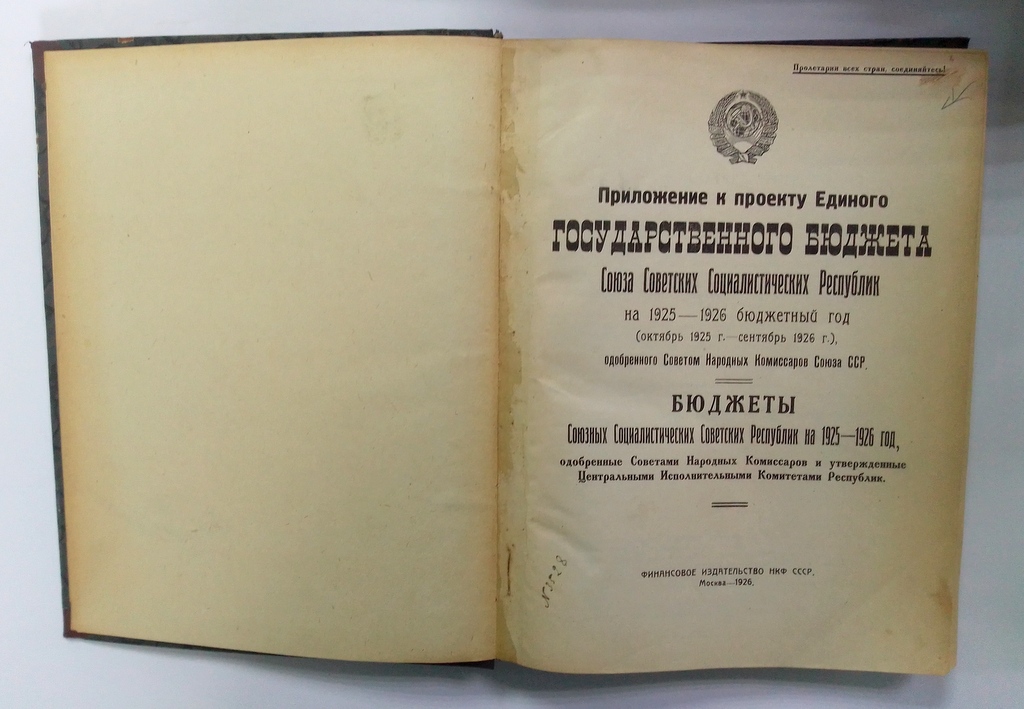 Пролетарии всех стран, соединяйтесь!
Приложение к проекту Единого
ГОСУДАРСТВЕННОГО БЮДЖЕТА
Союза Советских Социалистических Республик
на 1925—1926 бюджетный год
(октябрь 1925 г.—сентябрь 1926 г.),
одобренного Советом Народных Комиссаров Союза ССР.
БЮДЖЕТЫ
Союзных Социалистических Советских Республик на 1925—1926 год,
одобренные Советами Народных Комиссаров и утвержденные
Центральными Исполнительными Комитетами Республик.
ФИНАНСОВОЕ ИЗДАТЕЛЬСТВО НКФ СССР.
Москва—1926.